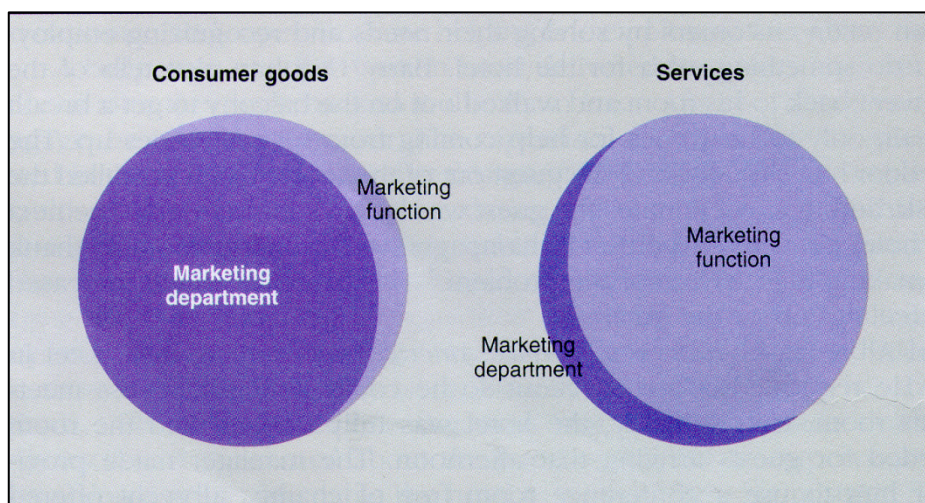 Consumer goods
Services
Marketing
function
Marketing
department
Marketing
function
Marketing
department